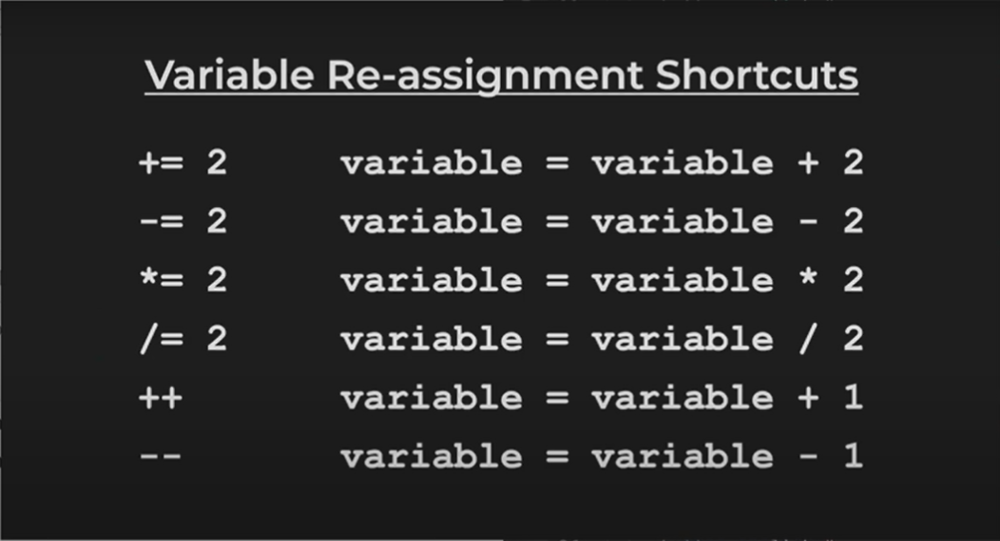 Variable Re-assignment Shortcuts
+= 2 variable = variable + 2
-= 2 variable = variable - 2
*= 2 variable = variable * 2
/= 2 variable = variable / 2
++ variable = variable + 1
-- variable = variable - 1